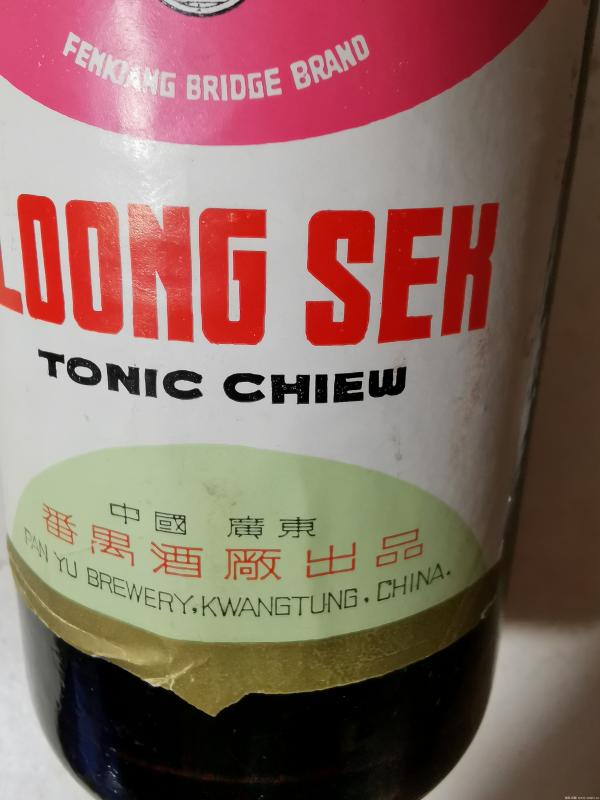 FENKIANG BRIDGE BRAND
LOONG SEK
TONIC CHIEW
中國 廣東
番禺酒廠出品
PAN YU BREWERY,KWANGTUNG,CHINA.